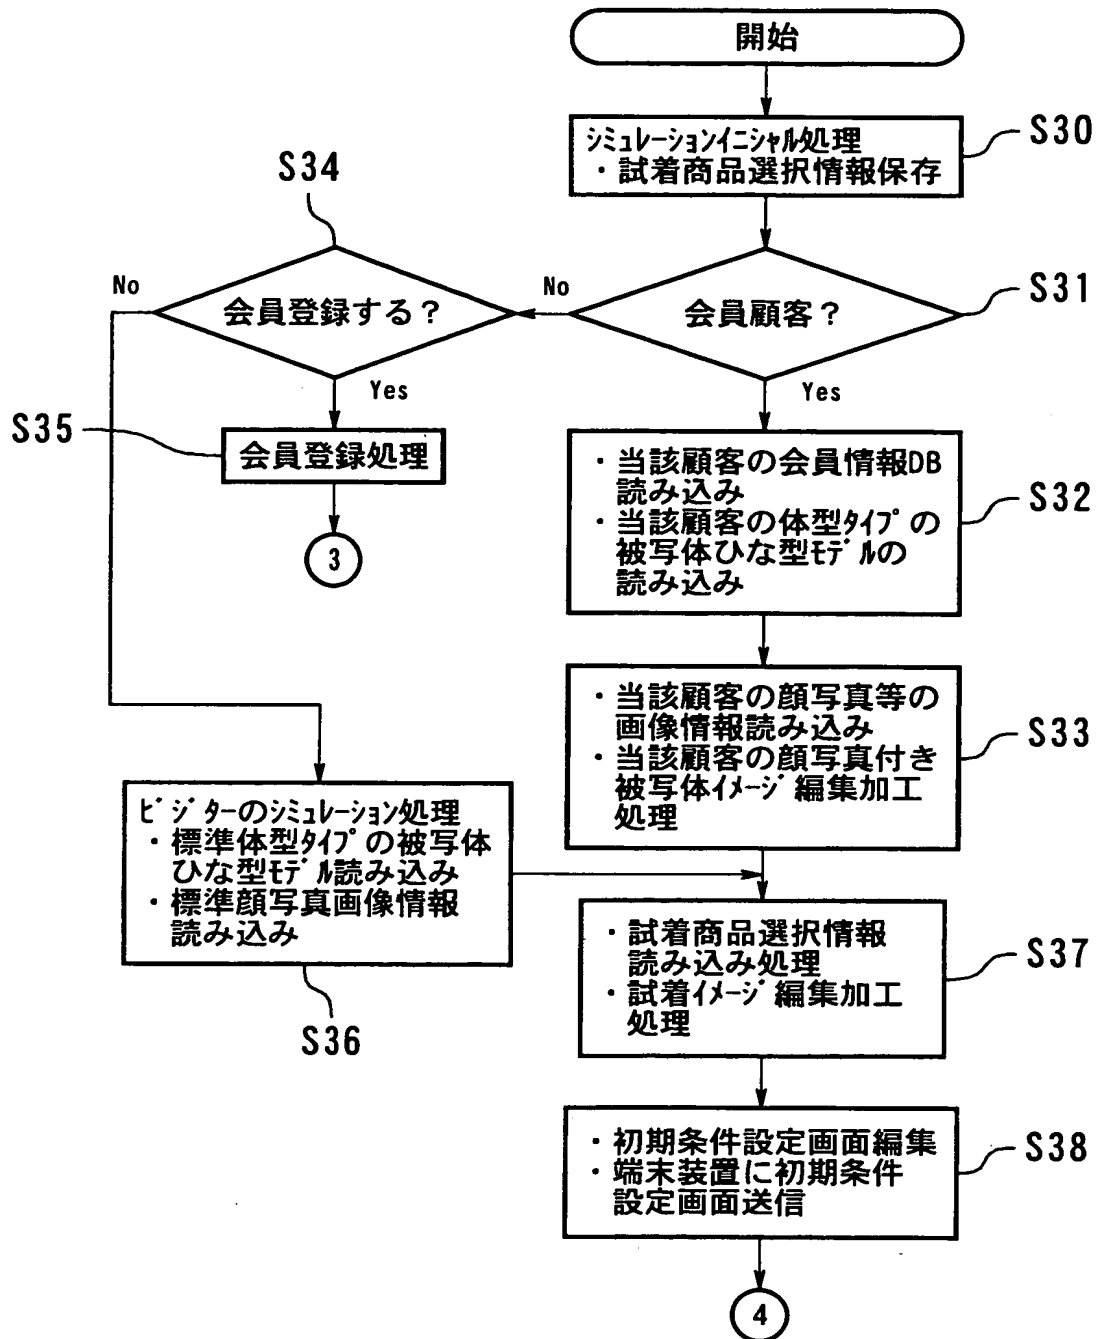 開始
シミュレーションイニシャル処理
・試着商品選択情報保存
S30
S34
No
会員登録する?
No
会員顧客?
S31
Yes
Yes
S35
会員登録処理
3
・当該顧客の会員情報DB
読み込み
・当該顧客の体型タイプの
被写体ひな型モデルの
読み込み
S32
・当該顧客の顔写真等の
画像情報読み込み
・当該顧客の顔写真付き
被写体イメージ編集加工
処理
S33
ビジターのシミュレーション処理
・標準体型タイプの被写体
ひな型モデル読み込み
・標準顔写真画像情報
読み込み
S36
・試着商品選択情報
読み込み処理
・試着イメージ編集加工
処理
S37
・初期条件設定画面編集
・端末装置に初期条件
設定画面送信
S38
4